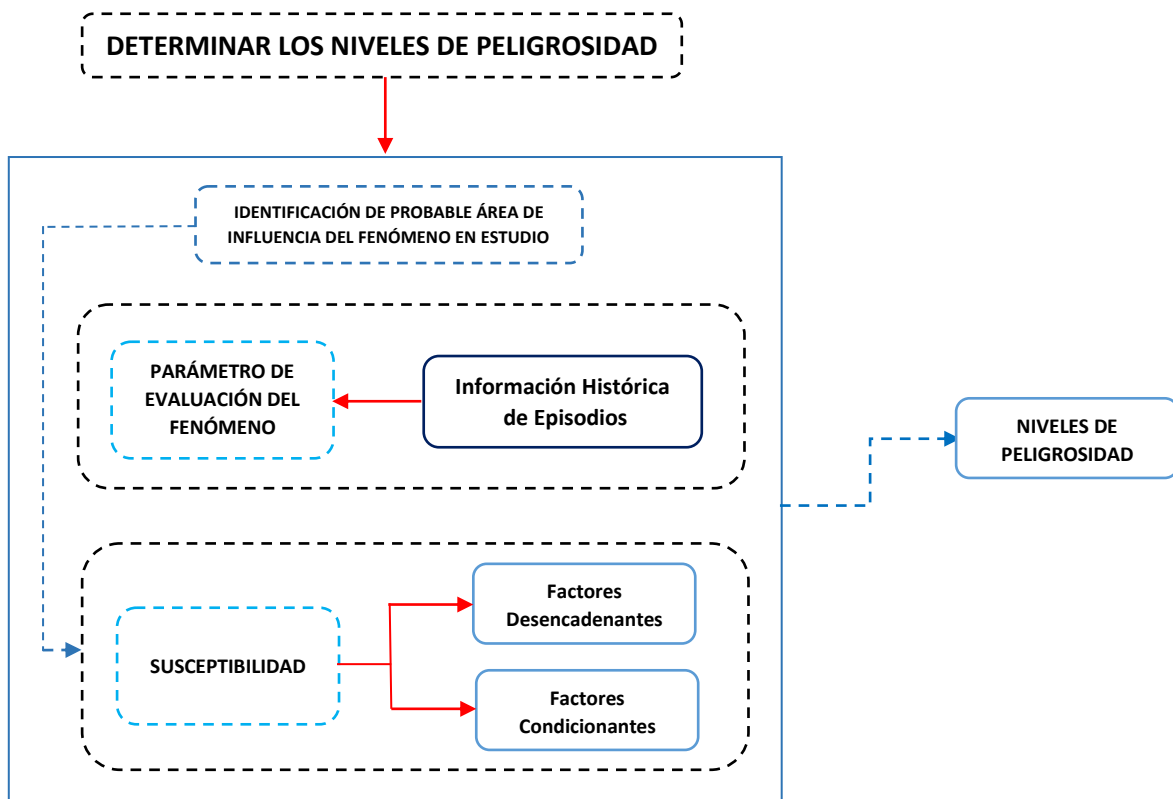 DETERMINAR LOS NIVELES DE PELIGROSIDAD
IDENTIFICACIÓN DE PROBABLE ÁREA DE
INFLUENCIA DEL FENÓMENO EN ESTUDIO
PARÁMETRO DE
EVALUACIÓN DEL
FENÓMENO
Información Histórica
de Episodios
NIVELES DE
PELIGROSIDAD
SUSCEPTIBILIDAD
Factores
Desencadenantes
Factores
Condicionantes